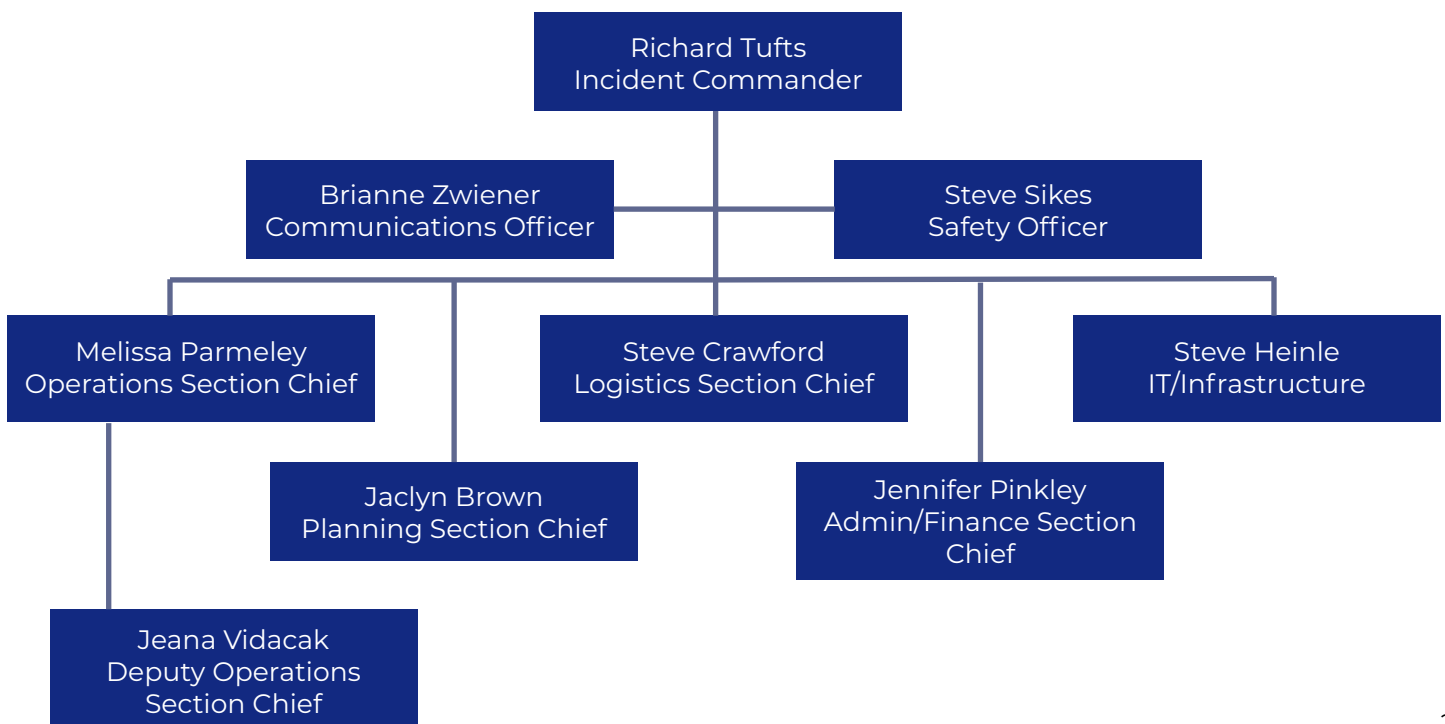 Richard Tufts
Incident Commander
Brianne Zwiener
Communications Officer
Steve Sikes
Safety Officer
Melissa Parmeley
Operations Section Chief
Steve Crawford
Logistics Section Chief
Steve Heinle
IT/Infrastructure
Jaclyn Brown
Planning Section Chief
Jennifer Pinkley
Admin/Finance Section
Chief
Jeana Vidacak
Deputy Operations
Section Chief